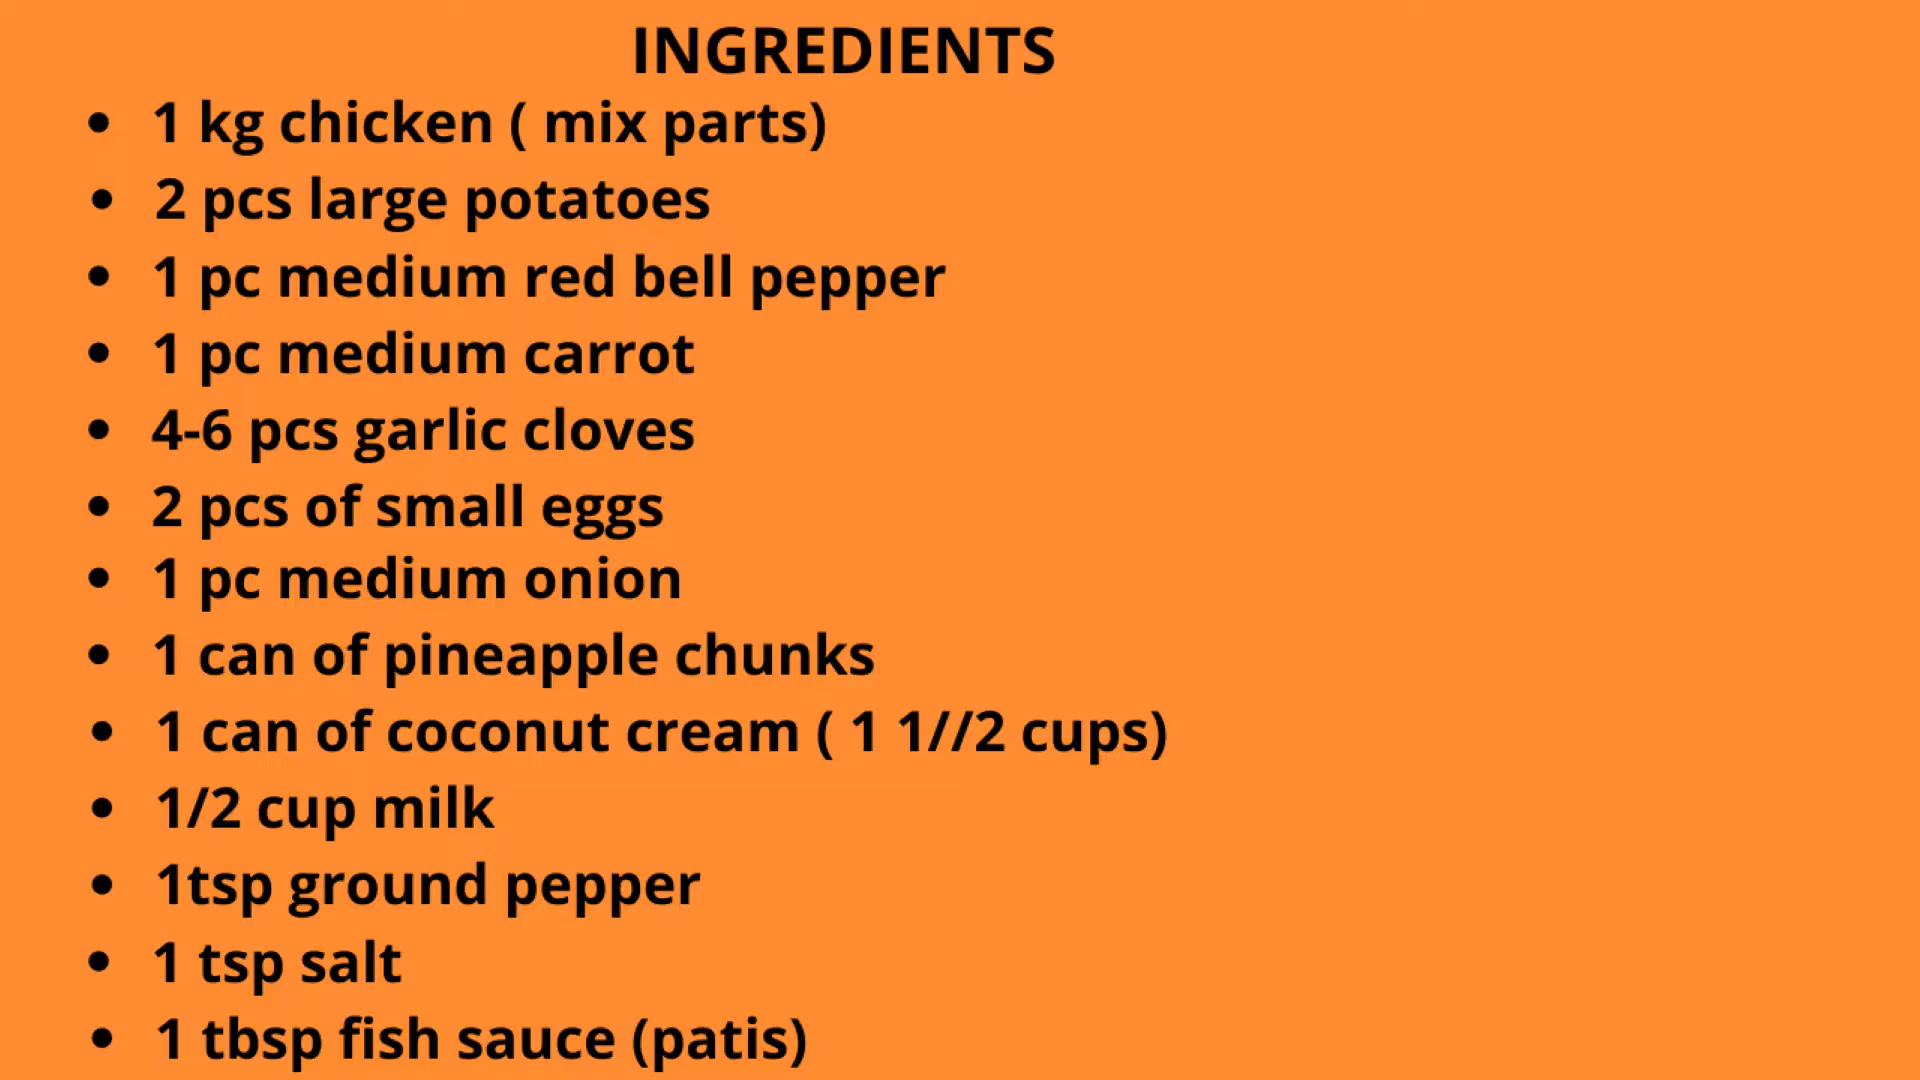 INGREDIENTS
• 1 kg chicken ( mix parts)
• 2 pcs large potatoes
• 1 pc medium red bell pepper
• 1 pc medium carrot
• 4-6 pcs garlic cloves
• 2 pcs of small eggs
• 1 pc medium onion
• 1 can of pineapple chunks
• 1 can of coconut cream ( 1 1//2 cups)
• 1/2 cup milk
• 1tsp ground pepper
• 1 tsp salt
• 1 tbsp fish sauce (patis)